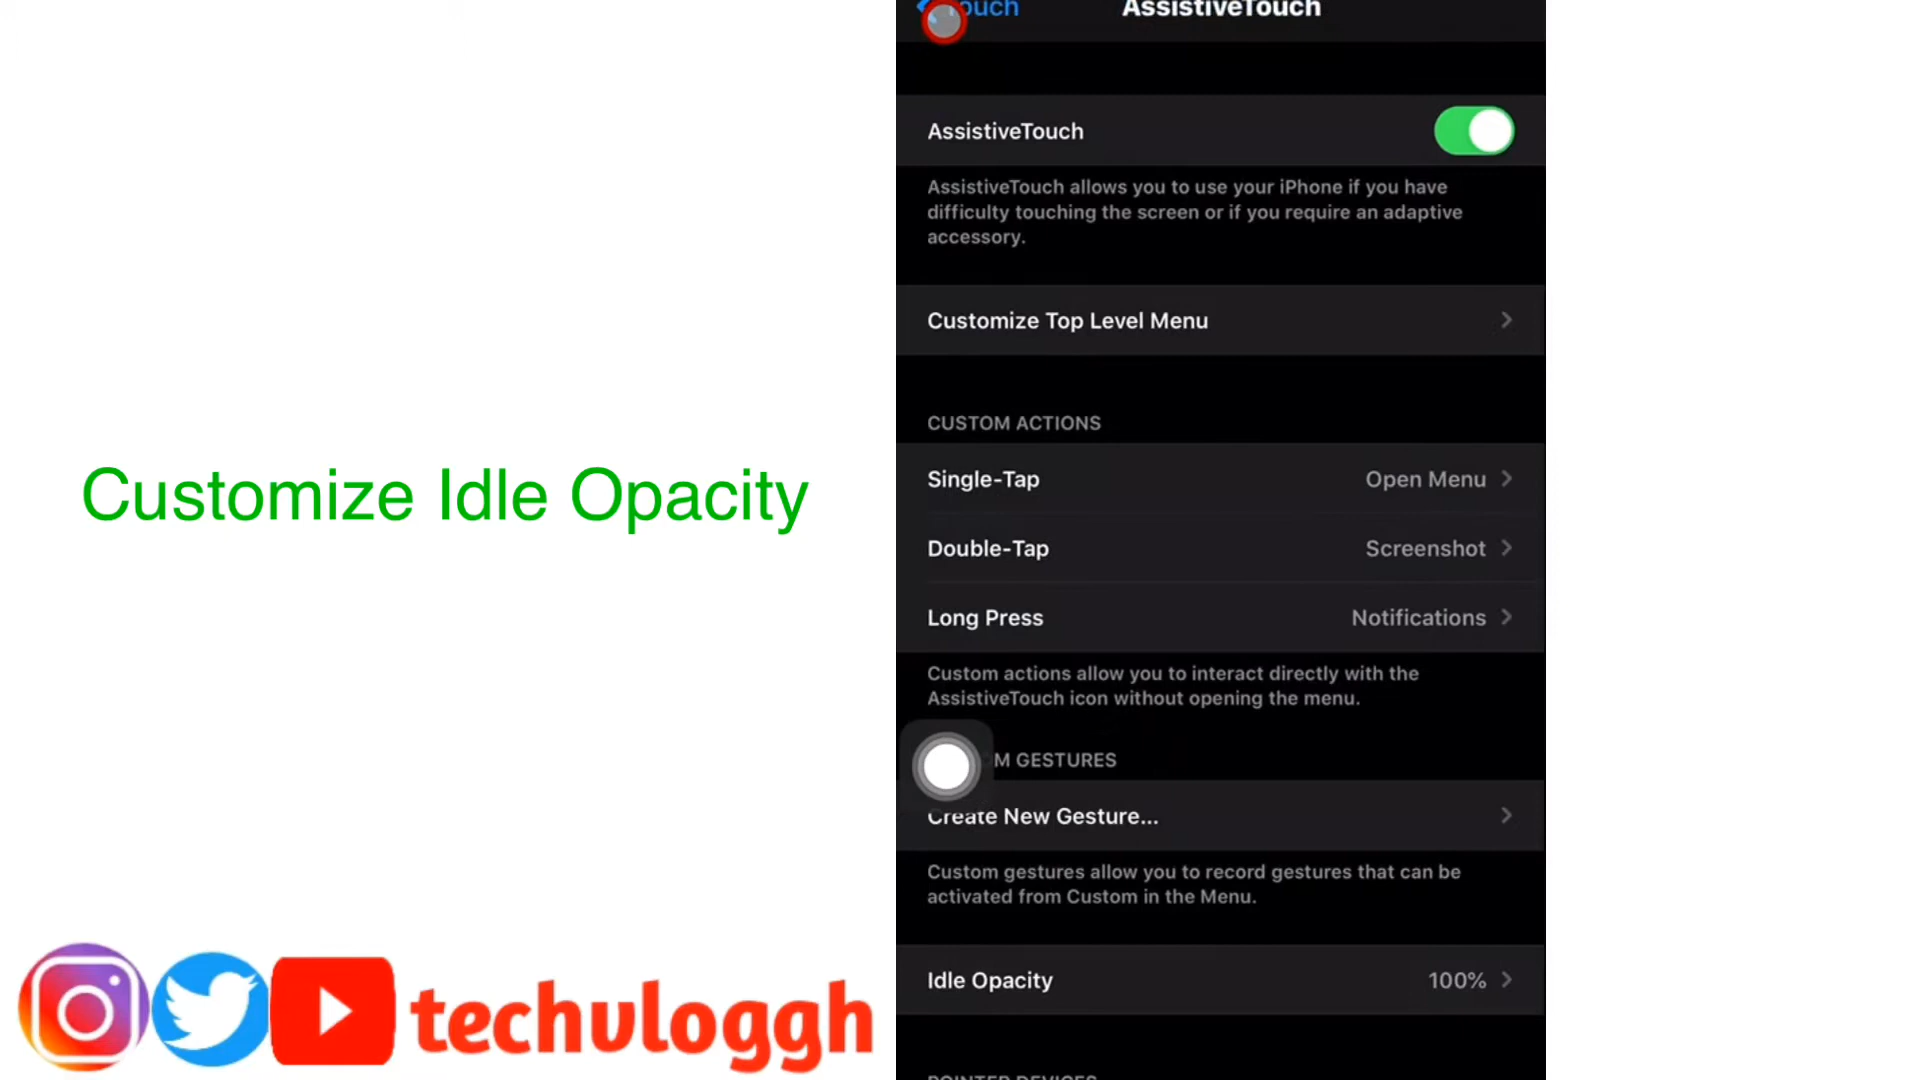 Touch
AssistiveTouch
AssistiveTouch
AssistiveTouch allows you to use your iPhone if you have
difficulty touching the screen or if you require an adaptive
accessory.
Customize Top Level Menu
CUSTOM ACTIONS
Single-Tap Open Menu
Double-Tap Screenshot
Long Press Notifications
Custom actions allow you to interact directly with the
AssistiveTouch icon without opening the menu.
M GESTURES
Create New Gesture...
Custom gestures allow you to record gestures that can be
activated from Custom in the Menu.
Idle Opacity 100%
POINTER DEVICES
Customize Idle Opacity
techuloggh